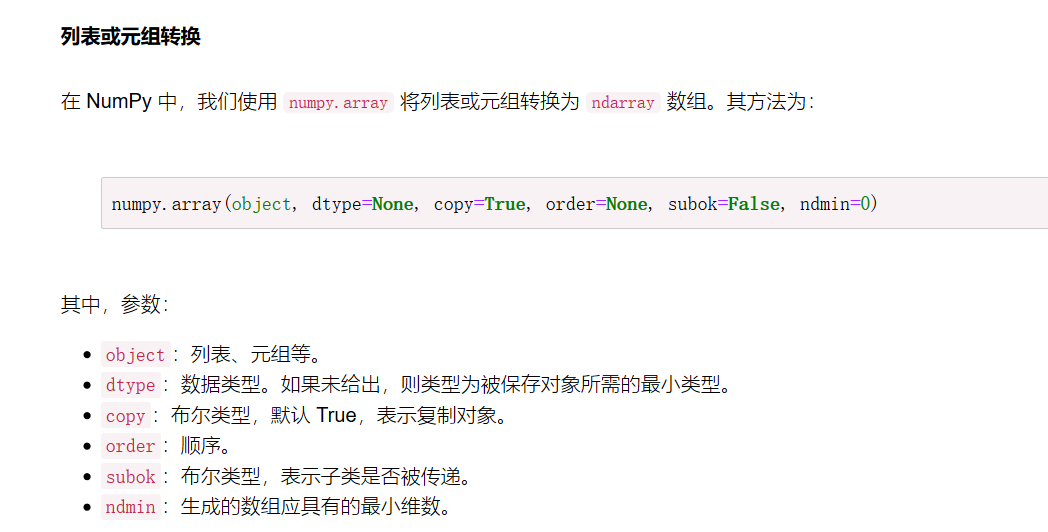 列表或元组转换
在 NumPy 中，我们使用 numpy.array 将列表或元组转换为 ndarray 数组。其方法为：
numpy.array(object, dtype=None, copy=True, order=None, subok=False, ndmin=0)
其中，参数：
• object：列表、元组等。
• dtype：数据类型。如果未给出，则类型为被保存对象所需的最小类型。
• copy：布尔类型，默认 True，表示复制对象。
• order：顺序。
• subok：布尔类型，表示子类是否被传递。
• ndmin：生成的数组应具有的最小维数。